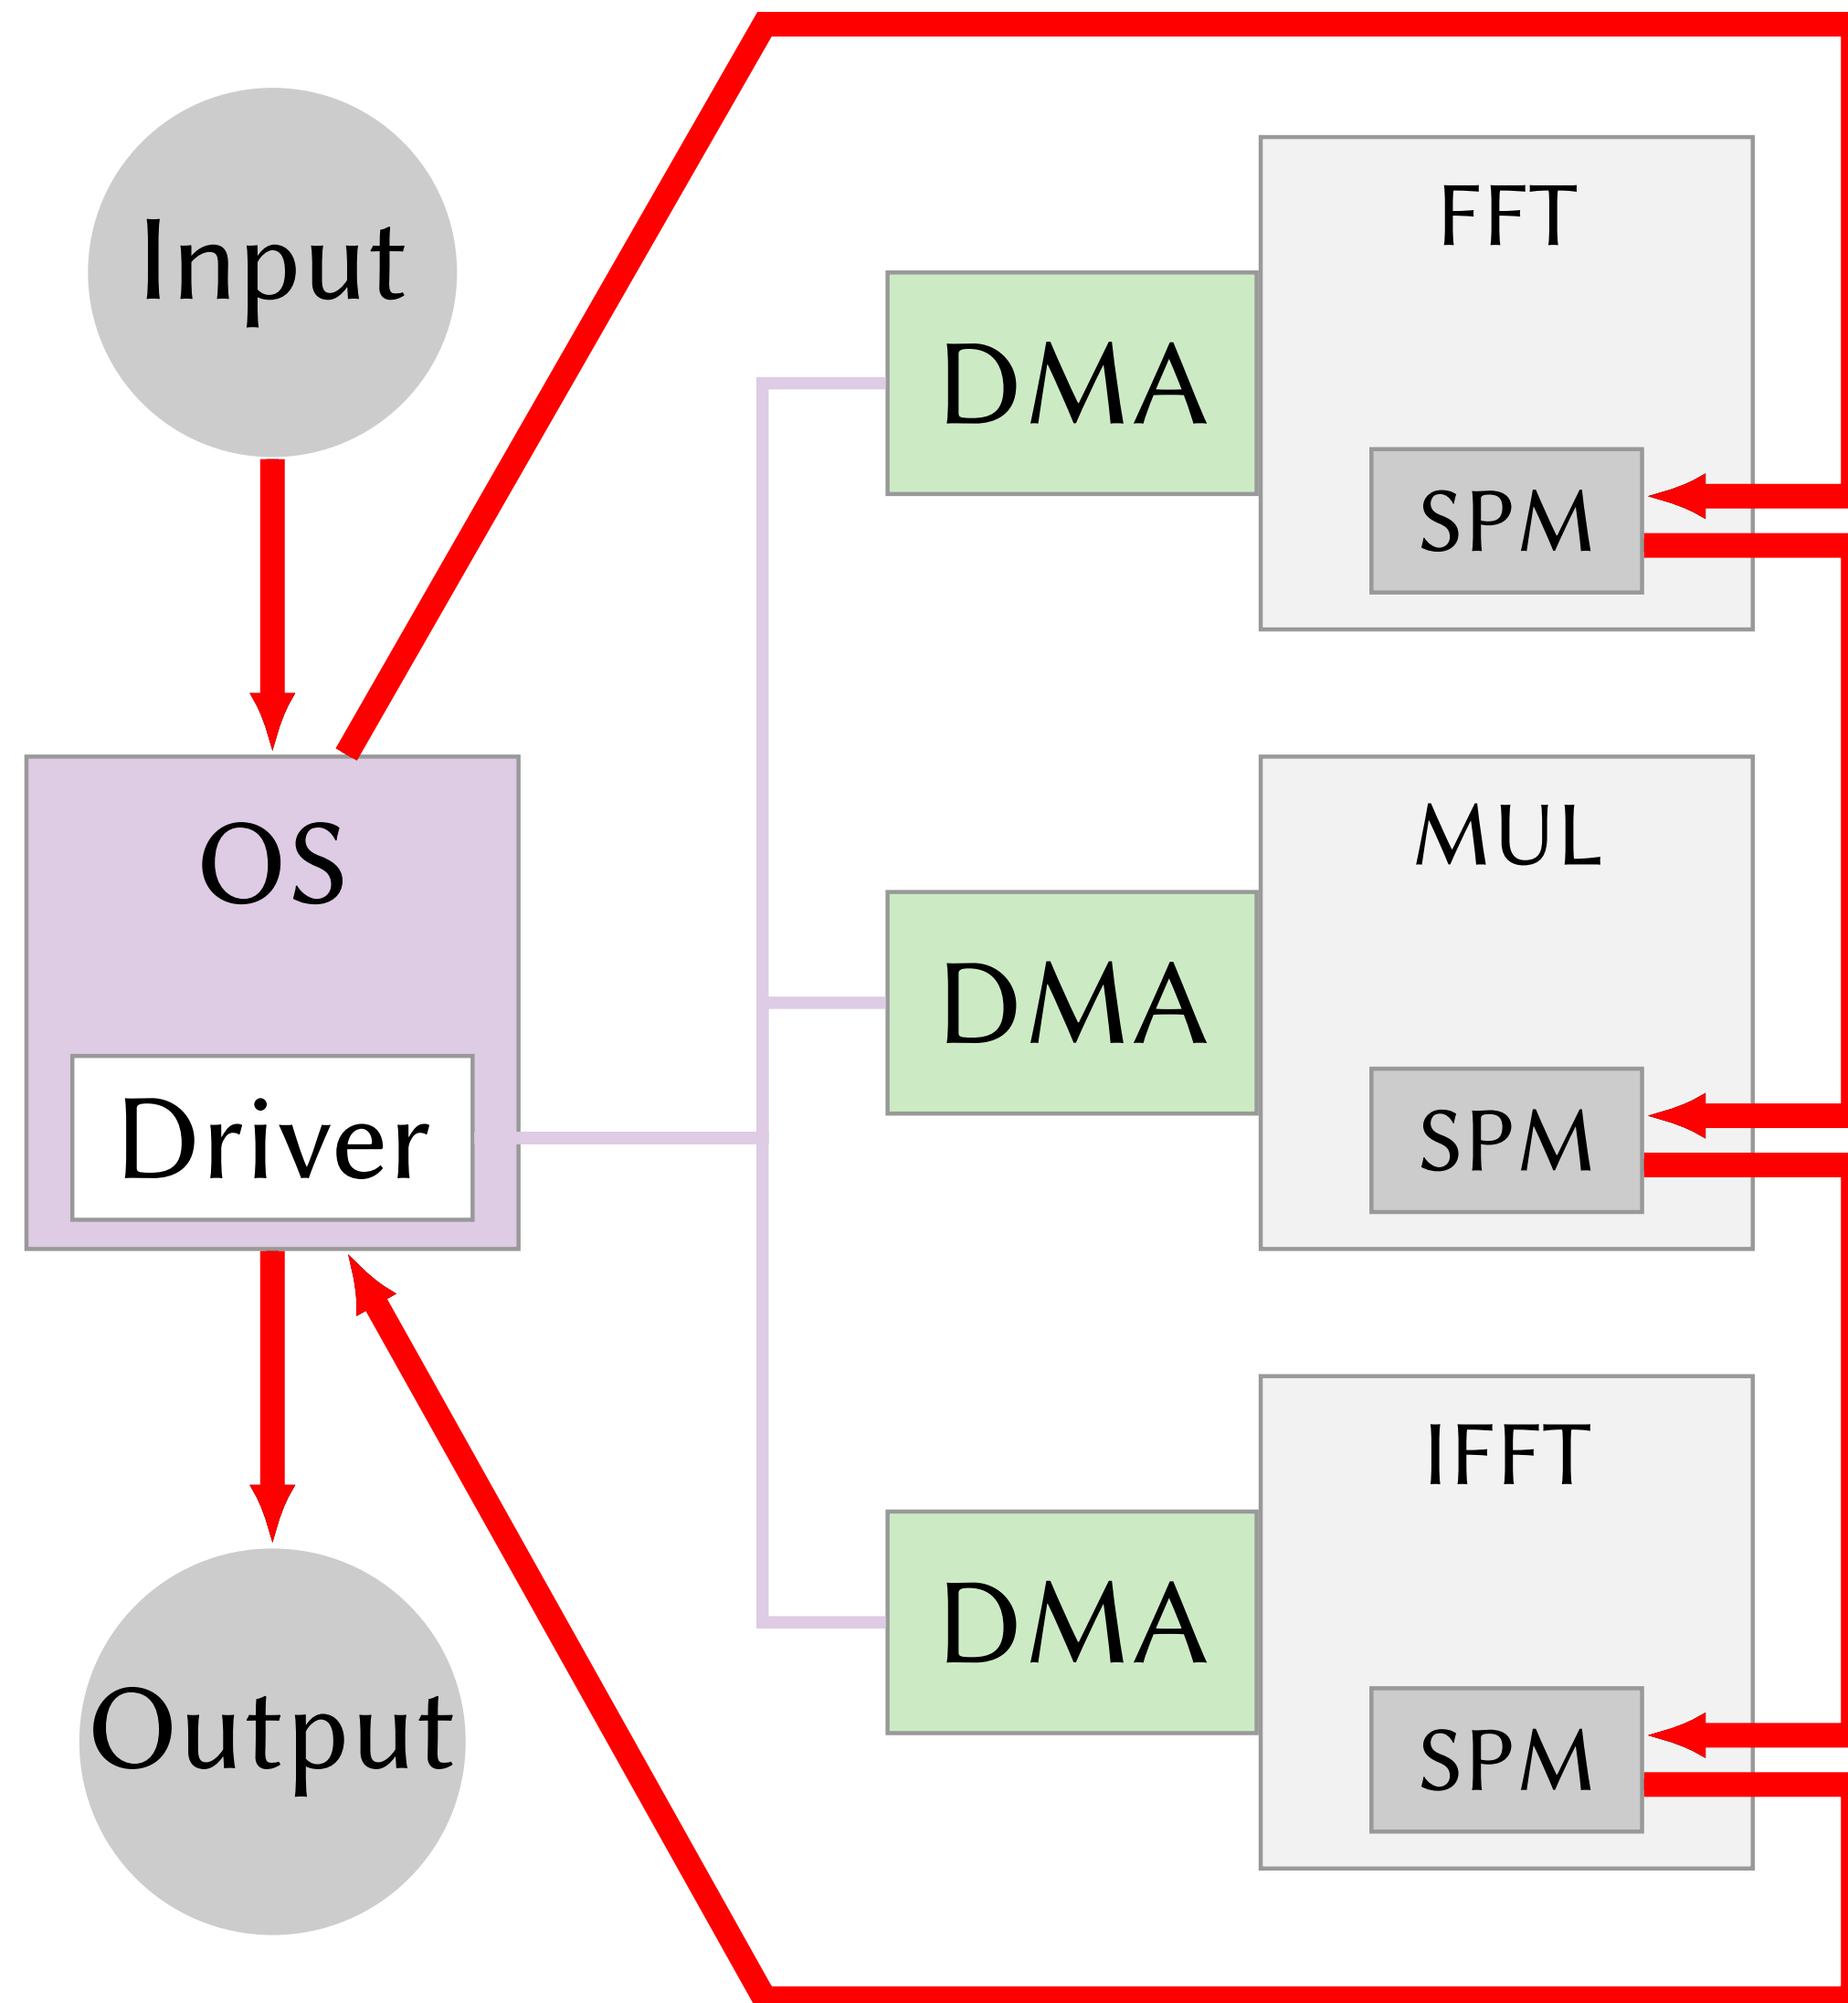 Input
OS
Driver
Output
DMA
FFT
SPM
DMA
MUL
SPM
DMA
IFFT
SPM